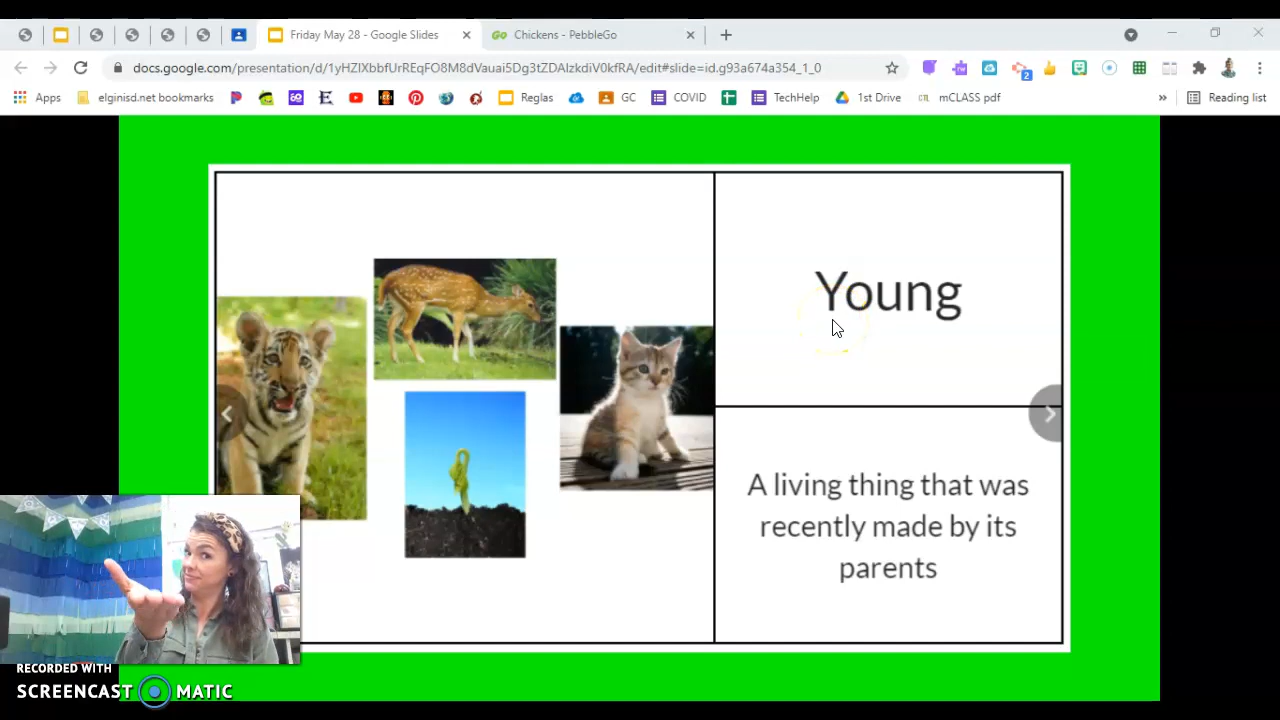 Friday May 28 - Google Slides
Chickens - PebbleGo
docs.google.com/presentation/d/1yHZIXbbfUrREqFO8M8dVauai5Dg3tZDAIzkdiV0kfRA/edit#slide=id.g93a674a354_1_0
2
Apps
elginisd.net bookmarks
Reglas
GC
COVID
TechHelp
1st Drive
mCLASS pdf
Reading list
Young
A living thing that was
recently made by its
parents
RECORDED WITH
SCREENCAST MATIC